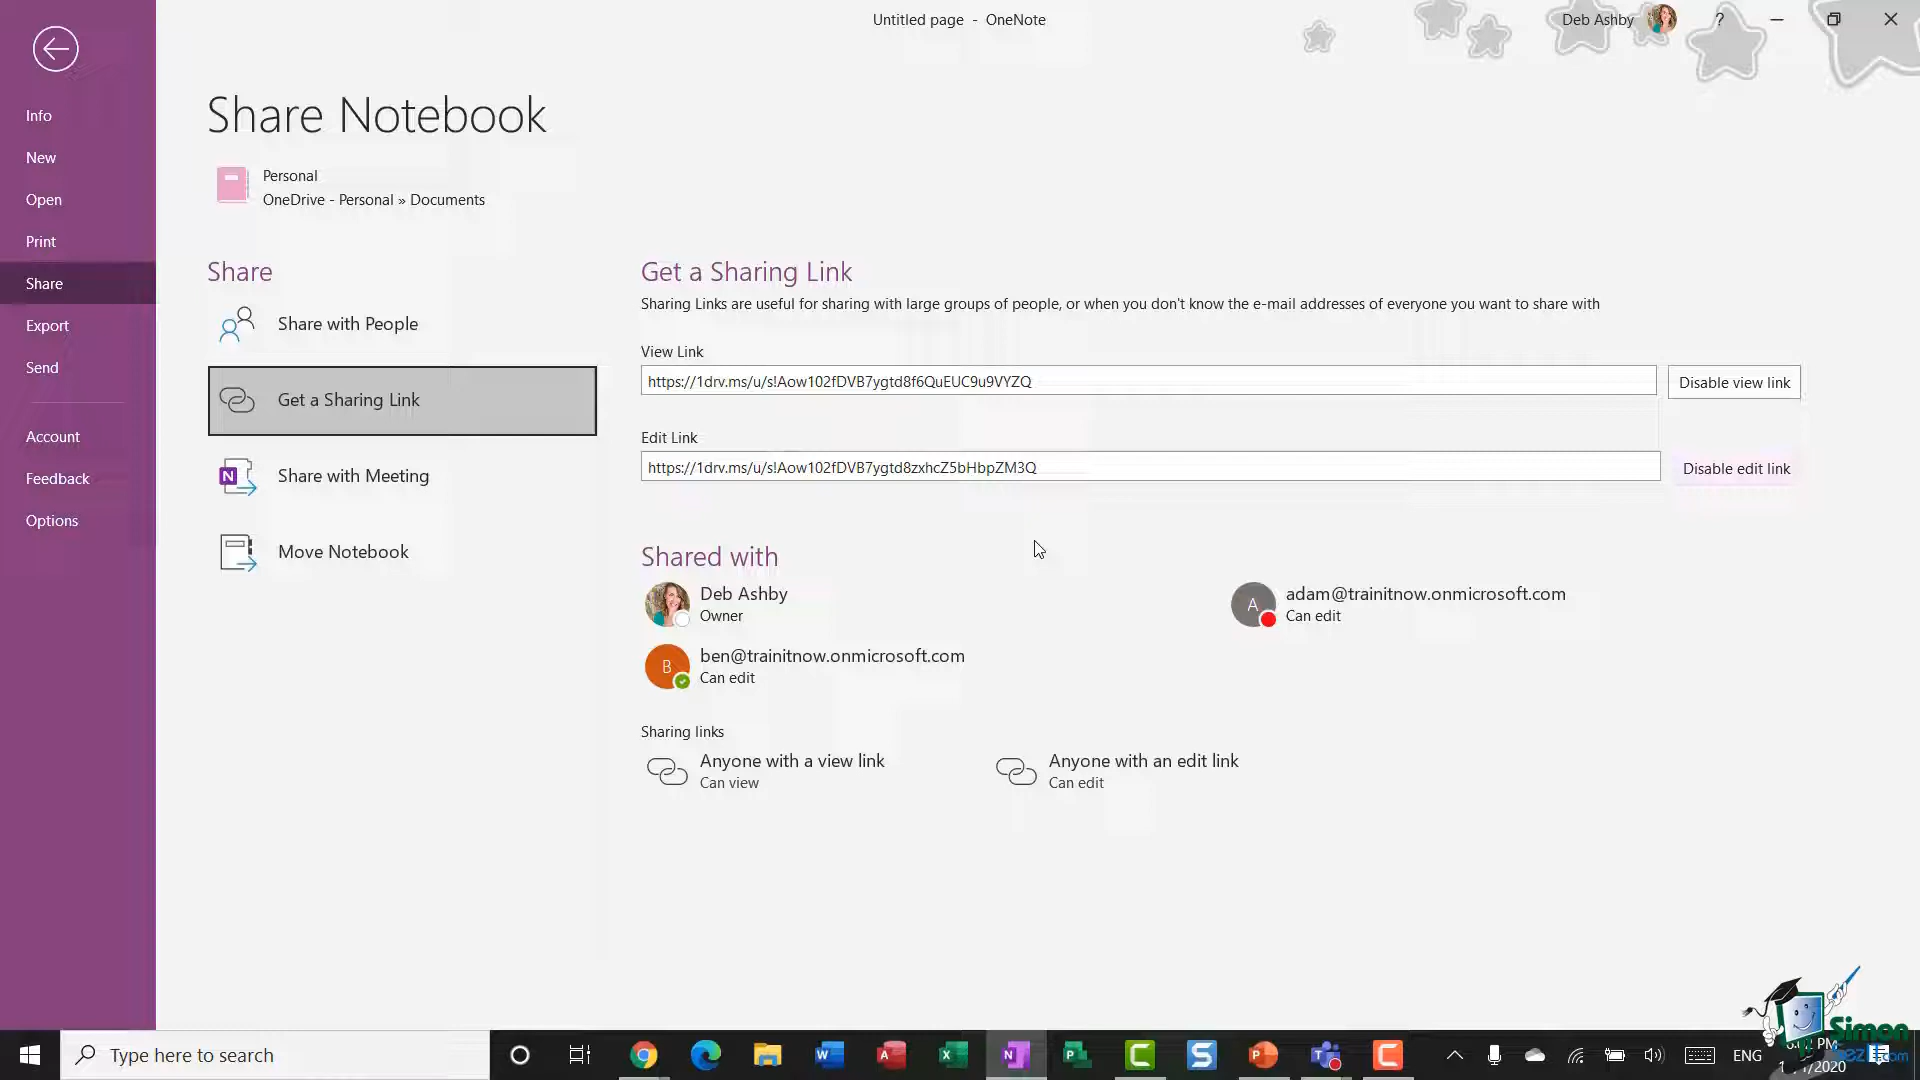 Untitled page - OneNote
Deb Ashby
?
Info
New
Open
Print
Share
Export
Send
Account
Feedback
Options
Share Notebook
Personal
OneDrive - Personal » Documents
Share
Share with People
Get a Sharing Link
N
Share with Meeting
Move Notebook
Get a Sharing Link
Sharing Links are useful for sharing with large groups of people, or when you don't know the e-mail addresses of everyone you want to share with
View Link
https://1drv.ms/u/s!Aow102fDVB7ygtd8f6QuEUC9u9VYZQ
Disable view link
Edit Link
https://1drv.ms/u/s!Aow102fDVB7ygtd8zxhcZ5bHbpZM3Q
Disable edit link
Shared with
Deb Ashby
Owner
A
adam@trainitnow.onmicrosoft.com
Can edit
B
ben@trainitnow.onmicrosoft.com
Can edit
Sharing links
Anyone with a view link
Can view
Anyone with an edit link
Can edit
Type here to search
ENG
Simon